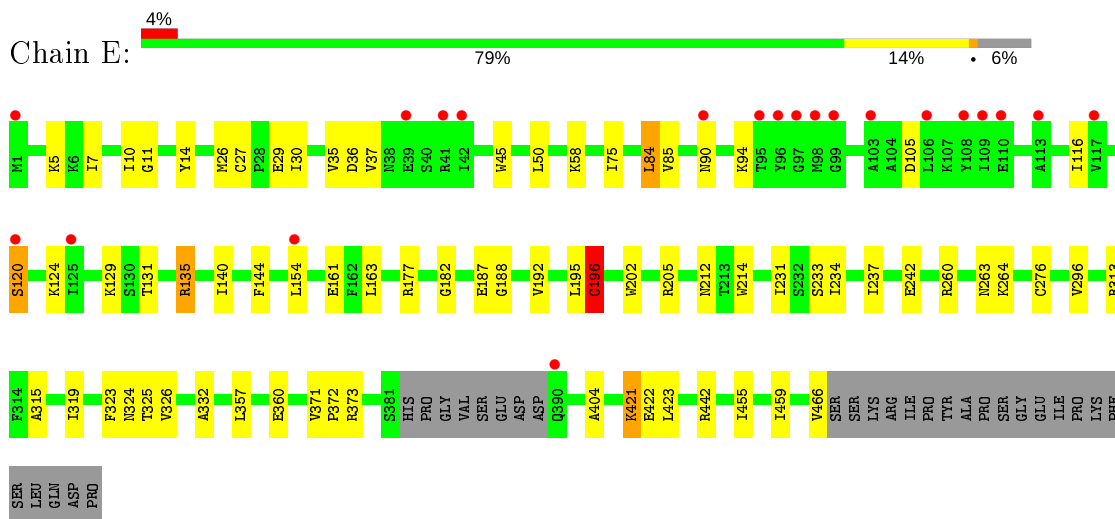 4%
Chain E:
79% 14% • 6%
M1 K5 K6 I7 I10 G11 Y14 M26 C27 P28 E29 I30 V35 D36 V37 N38 E39 S40 R41 I42 W45 L50 K58 I75 L84 V85 N90 K94 T95 Y96 G97 M98 G99 A103 A104 D105 L106 K107 Y108 I109 E110 A113 I116 V117
S120 K124 I125 K129 S130 T131 R135 I140 F144 L154 E161 F162 L163 R177 G182 E187 G188 V192 L195 C196 W202 R205 N212 T213 W214 I231 S232 S233 I234 I237 E242 R260 N263 K264 C276 V296
F314 A315 I319 F323 N324 T325 V326 A332 L357 E360 V371 P372 R373 S381 HIS PRO GLY VAL SER GLU ASP ASP Q390 A404 K421 E422 L423 R442 I455 I459 V466 SER SER LYS ARG ILE PRO TYR ALA PRO SER GLY GLU ILE PRO LYS PHE
SER LEU GLN ASP PRO